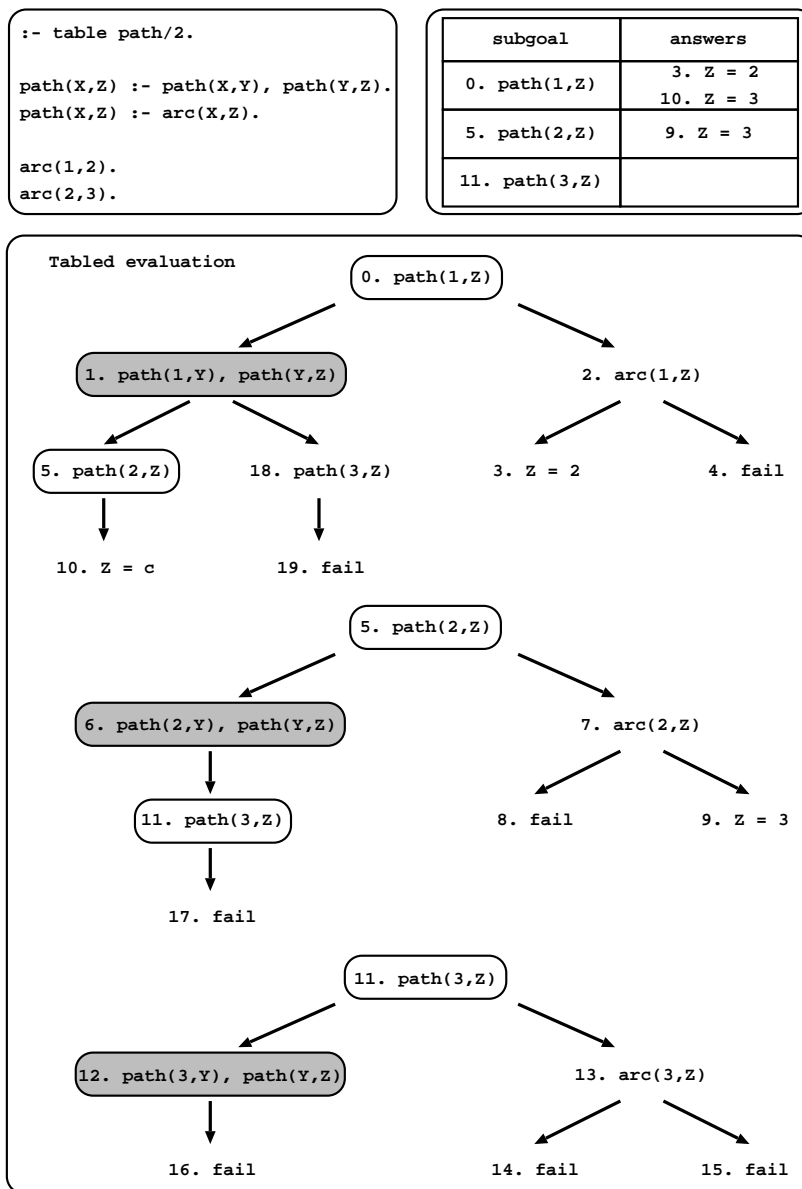 :- table path/2.
path(X,Z) :- path(X,Y), path(Y,Z).
path(X,Z) :- arc(X,Z).
arc(1,2).
arc(2,3).
subgoal answers
0. path(1,Z) 3. Z = 2
10. Z = 3
5. path(2,Z) 9. Z = 3
11. path(3,Z)
Tabled evaluation
0. path(1,Z)
1. path(1,Y), path(Y,Z) 2. arc(1,Z)
5. path(2,Z) 18. path(3,Z) 3. Z = 2 4. fail
10. Z = c 19. fail
5. path(2,Z)
6. path(2,Y), path(Y,Z) 7. arc(2,Z)
11. path(3,Z) 8. fail 9. Z = 3
17. fail
11. path(3,Z)
12. path(3,Y), path(Y,Z) 13. arc(3,Z)
16. fail 14. fail 15. fail